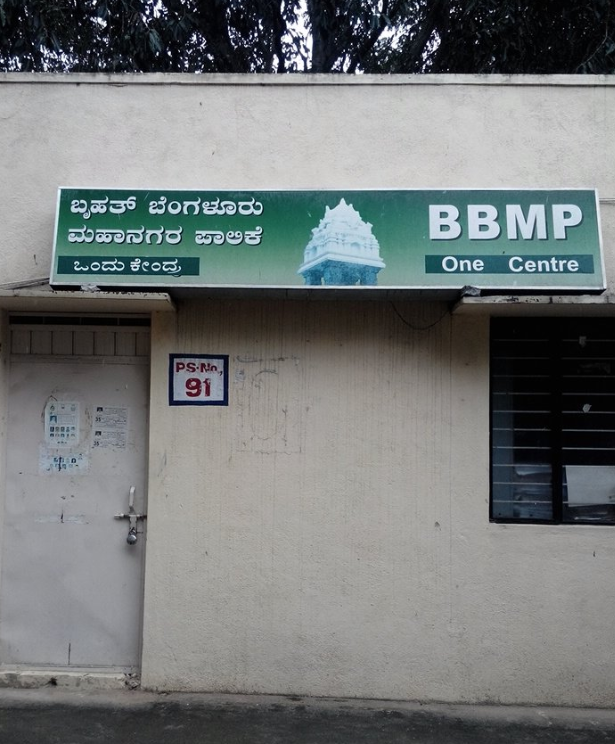 ಬೃಹತ್ ಬೆಂಗಳೂರು
ಮಹಾನಗರ ಪಾಲಿಕೆ
ಒಂದು ಕೇಂದ್ರ
BBMP
One Centre
PS.No.,
91